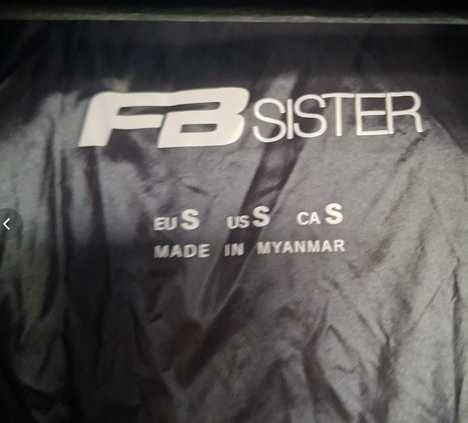 FB SISTER
EU S US S CA S
MADE IN MYANMAR